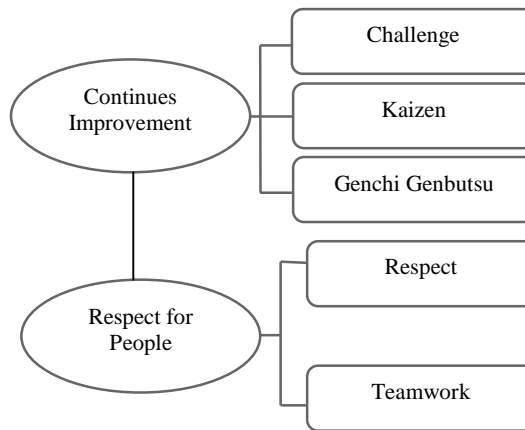 Continues
Improvement
Challenge
Kaizen
Genchi Genbutsu
Respect for
People
Respect
Teamwork